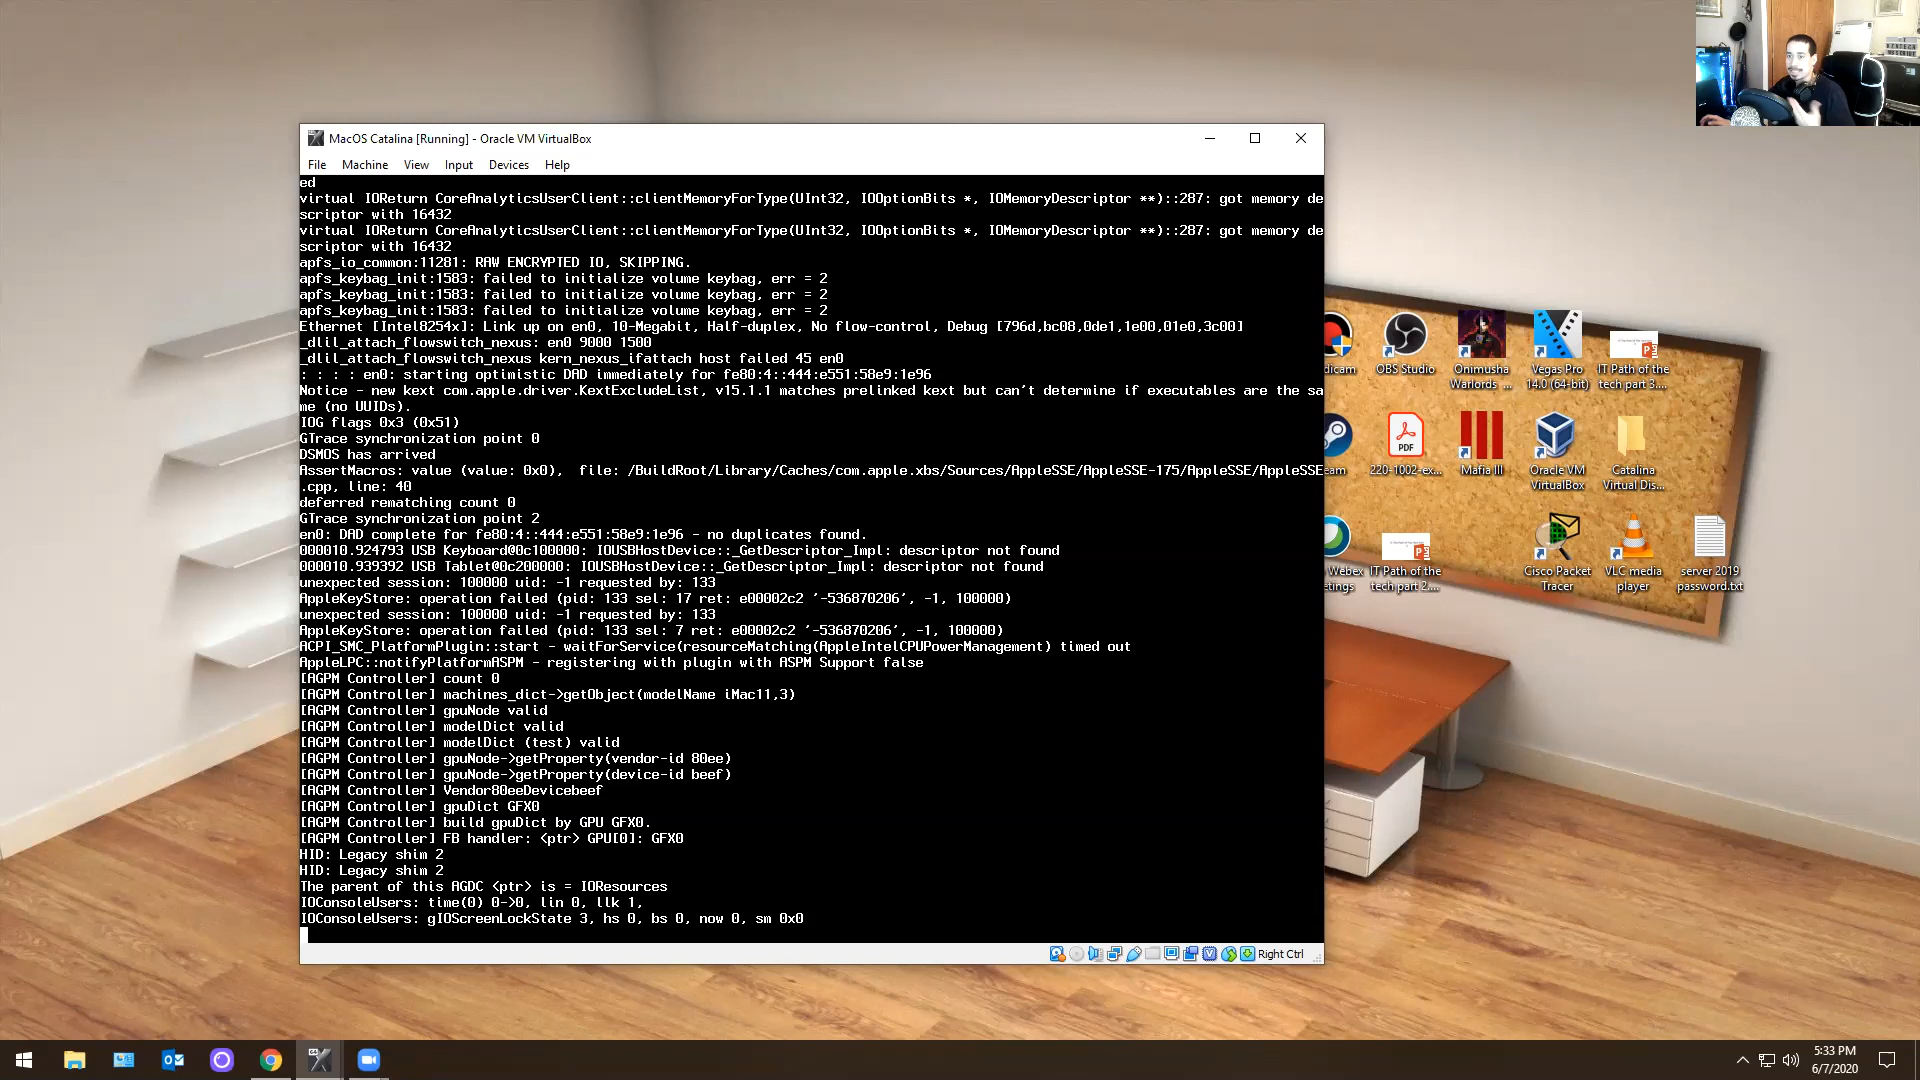 MacOS Catalina [Running] - Oracle VM VirtualBox
File Machine View Input Devices Help
ed
virtual IOReturn CoreAnalyticsUserClient::clientMemoryForType(UInt32, IOOptionBits *, IOMemoryDescriptor **)::287: got memory de
scriptor with 16432
virtual IOReturn CoreAnalyticsUserClient::clientMemoryForType(UInt32, IOOptionBits *, IOMemoryDescriptor **)::287: got memory de
scriptor with 16432
apfs_io_common:11281: RAW ENCRYPTED IO, SKIPPING.
apfs_keybag_init:1583: failed to initialize volume keybag, err = 2
apfs_keybag_init:1583: failed to initialize volume keybag, err = 2
apfs_keybag_init:1583: failed to initialize volume keybag, err = 2
Ethernet [Intel8254x]: Link up on en0, 10-Megabit, Half-duplex, No flow-control, Debug [796d,bc08,0de1,1e00,01e0,3c00]
_dlil_attach_flowswitch_nexus: en0 9000 1500
_dlil_attach_flowswitch_nexus kern_nexus_ifattach host failed 45 en0
: : : : en0: starting optimistic DAD immediately for fe80:4::444:e551:58e9:1e96
Notice - new kext com.apple.driver.KextExcludeList, v15.1.1 matches prelinked kext but can't determine if executables are the sa
me (no UUIDs).
IOG flags 0x3 (0x51)
GTrace synchronization point 0
DSMOS has arrived
AssertMacros: value (value: 0x0),  file: /BuildRoot/Library/Caches/com.apple.xbs/Sources/AppleSSE/AppleSSE-175/AppleSSE/AppleSSE
.cpp, line: 40
deferred rematching count 0
GTrace synchronization point 2
en0: DAD complete for fe80:4::444:e551:58e9:1e96 - no duplicates found.
000010.924793 USB Keyboard@0c100000: IOUSBHostDevice::_GetDescriptor_Impl: descriptor not found
000010.939392 USB Tablet@0c200000: IOUSBHostDevice::_GetDescriptor_Impl: descriptor not found
unexpected session: 100000 uid: -1 requested by: 133
AppleKeyStore: operation failed (pid: 133 sel: 17 ret: e00002c2 '-536870206', -1, 100000)
unexpected session: 100000 uid: -1 requested by: 133
AppleKeyStore: operation failed (pid: 133 sel: 7 ret: e00002c2 '-536870206', -1, 100000)
ACPI_SMC_PlatformPlugin::start - waitForService(resourceMatching(AppleIntelCPUPowerManagement) timed out
AppleLPC::notifyPlatformASPM - registering with plugin with ASPM Support false
[AGPM Controller] count 0
[AGPM Controller] machines_dict->getObject(modelName iMac11,3)
[AGPM Controller] gpuNode valid
[AGPM Controller] modelDict valid
[AGPM Controller] modelDict (test) valid
[AGPM Controller] gpuNode->getProperty(vendor-id 80ee)
[AGPM Controller] gpuNode->getProperty(device-id beef)
[AGPM Controller] Vendor80eeDevicebeef
[AGPM Controller] gpuDict GFX0
[AGPM Controller] build gpuDict by GPU GFX0.
[AGPM Controller] FB handler: <ptr> GPU[0]: GFX0
HID: Legacy shim 2
HID: Legacy shim 2
The parent of this AGDC <ptr> is = IOResources
IOConsoleUsers: time(0) 0->0, lin 0, llk 1,
IOConsoleUsers: gIOScreenLockState 3, hs 0, bs 0, now 0, sm 0x0
Right Ctrl
dicam
OBS Studio
Onimusha
Warlords ...
Vegas Pro
14.0 (64-bit)
IT Path of the
tech part 3....
eam
PDF
220-1002-ex...
Mafia III
Oracle VM
VirtualBox
Catalina
Virtual Dis...
Webex
etings
IT Path of the
tech part 2....
Cisco Packet
Tracer
VLC media
player
server 2019
password.txt
5:33 PM
6/7/2020